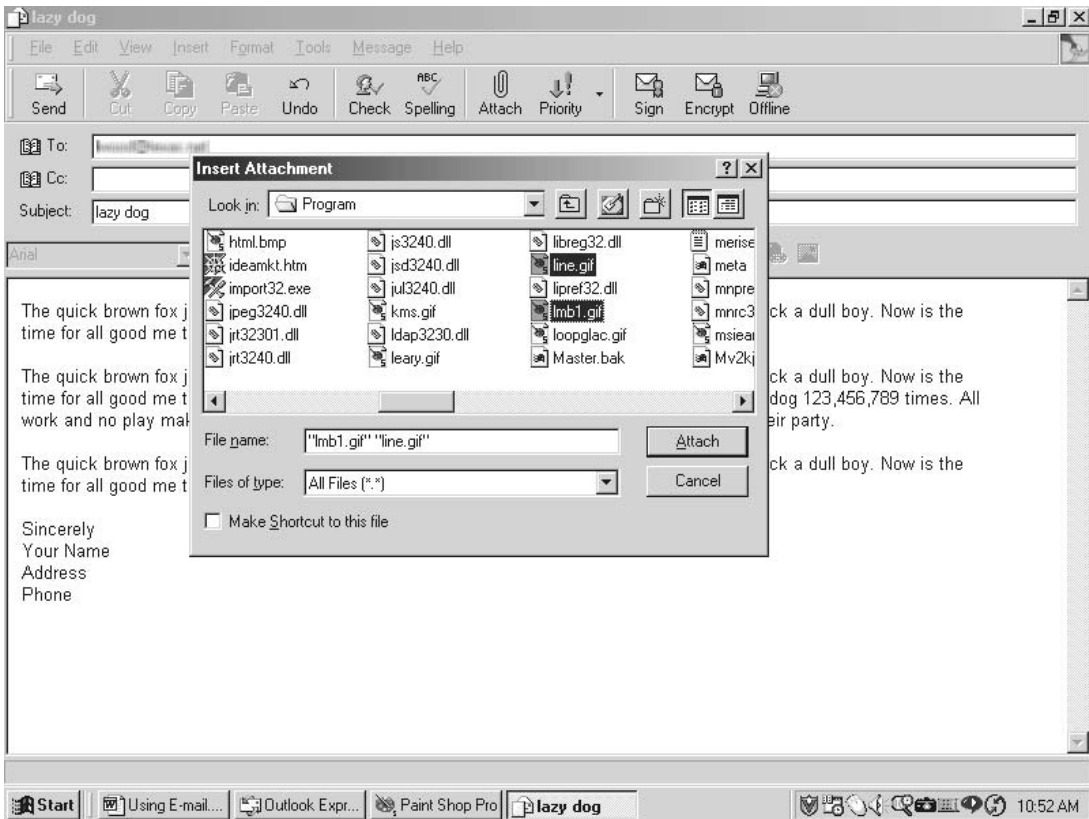 lazy dog
File Edit View Insert Format Tools Message Help
ABC
Send Cut Copy Paste Undo Check Spelling Attach Priority Sign Encrypt Offline
To:
Cc:
Subject: lazy dog
Arial
Insert Attachment
Look in: Program
html.bmp js3240.dll libreg32.dll merise
ideamkt.htm jsd3240.dll line.gif meta
import32.exe jul3240.dll lipref32.dll mnpre
jpeg3240.dll kms.gif lmb1.gif mnrc3
jrt32301.dll ldap3230.dll loopglac.gif msiear
jrt3240.dll leary.gif Master.bak Mv2kj
File name: "lmb1.gif" "line.gif" Attach
Files of type: All Files (*.*) Cancel
Make Shortcut to this file
The quick brown fox j ck a dull boy. Now is the
time for all good me t
The quick brown fox j ck a dull boy. Now is the
time for all good me t dog 123,456,789 times. All
work and no play mak eir party.
The quick brown fox j ck a dull boy. Now is the
time for all good me t
Sincerely
Your Name
Address
Phone
Start Using E-mail.... Outlook Expr... Paint Shop Pro lazy dog 10:52 AM